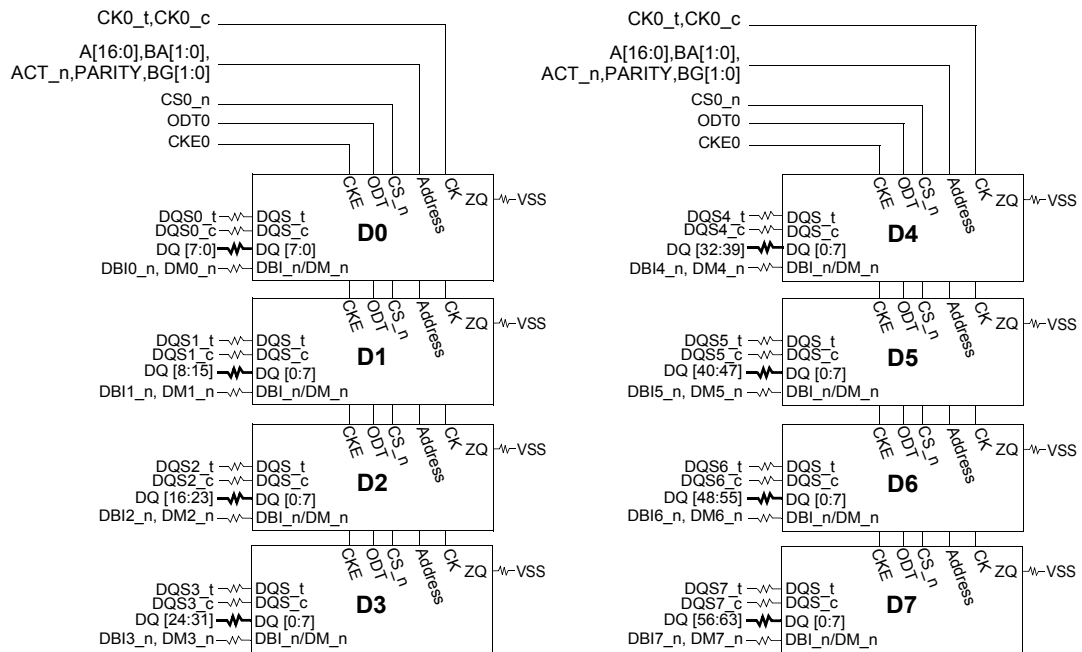 CK0_t,CK0_c
A[16:0],BA[1:0],
ACT_n,PARITY,BG[1:0]
CS0_n
ODT0
CKE0
CKE
ODT
CS_n
Address
CK
ZQ
VSS
DQS0_t
DQS_t
DQS0_c
DQS_c
D0
DQ [7:0]
DQ [7:0]
DBI0_n, DM0_n
DBI_n/DM_n
CKE
ODT
CS_n
Address
CK
ZQ
VSS
DQS1_t
DQS_t
DQS1_c
DQS_c
D1
DQ [8:15]
DQ [0:7]
DBI1_n, DM1_n
DBI_n/DM_n
CKE
ODT
CS_n
Address
CK
ZQ
VSS
DQS2_t
DQS_t
DQS2_c
DQS_c
D2
DQ [16:23]
DQ [0:7]
DBI2_n, DM2_n
DBI_n/DM_n
CKE
ODT
CS_n
Address
CK
ZQ
VSS
DQS3_t
DQS_t
DQS3_c
DQS_c
D3
DQ [24:31]
DQ [0:7]
DBI3_n, DM3_n
DBI_n/DM_n
CK0_t,CK0_c
A[16:0],BA[1:0],
ACT_n,PARITY,BG[1:0]
CS0_n
ODT0
CKE0
CKE
ODT
CS_n
Address
CK
ZQ
VSS
DQS4_t
DQS_t
DQS4_c
DQS_c
D4
DQ [32:39]
DQ [0:7]
DBI4_n, DM4_n
DBI_n/DM_n
CKE
ODT
CS_n
Address
CK
ZQ
VSS
DQS5_t
DQS_t
DQS5_c
DQS_c
D5
DQ [40:47]
DQ [0:7]
DBI5_n, DM5_n
DBI_n/DM_n
CKE
ODT
CS_n
Address
CK
ZQ
VSS
DQS6_t
DQS_t
DQS6_c
DQS_c
D6
DQ [48:55]
DQ [0:7]
DBI6_n, DM6_n
DBI_n/DM_n
CKE
ODT
CS_n
Address
CK
ZQ
VSS
DQS7_t
DQS_t
DQS7_c
DQS_c
D7
DQ [56:63]
DQ [0:7]
DBI7_n, DM7_n
DBI_n/DM_n